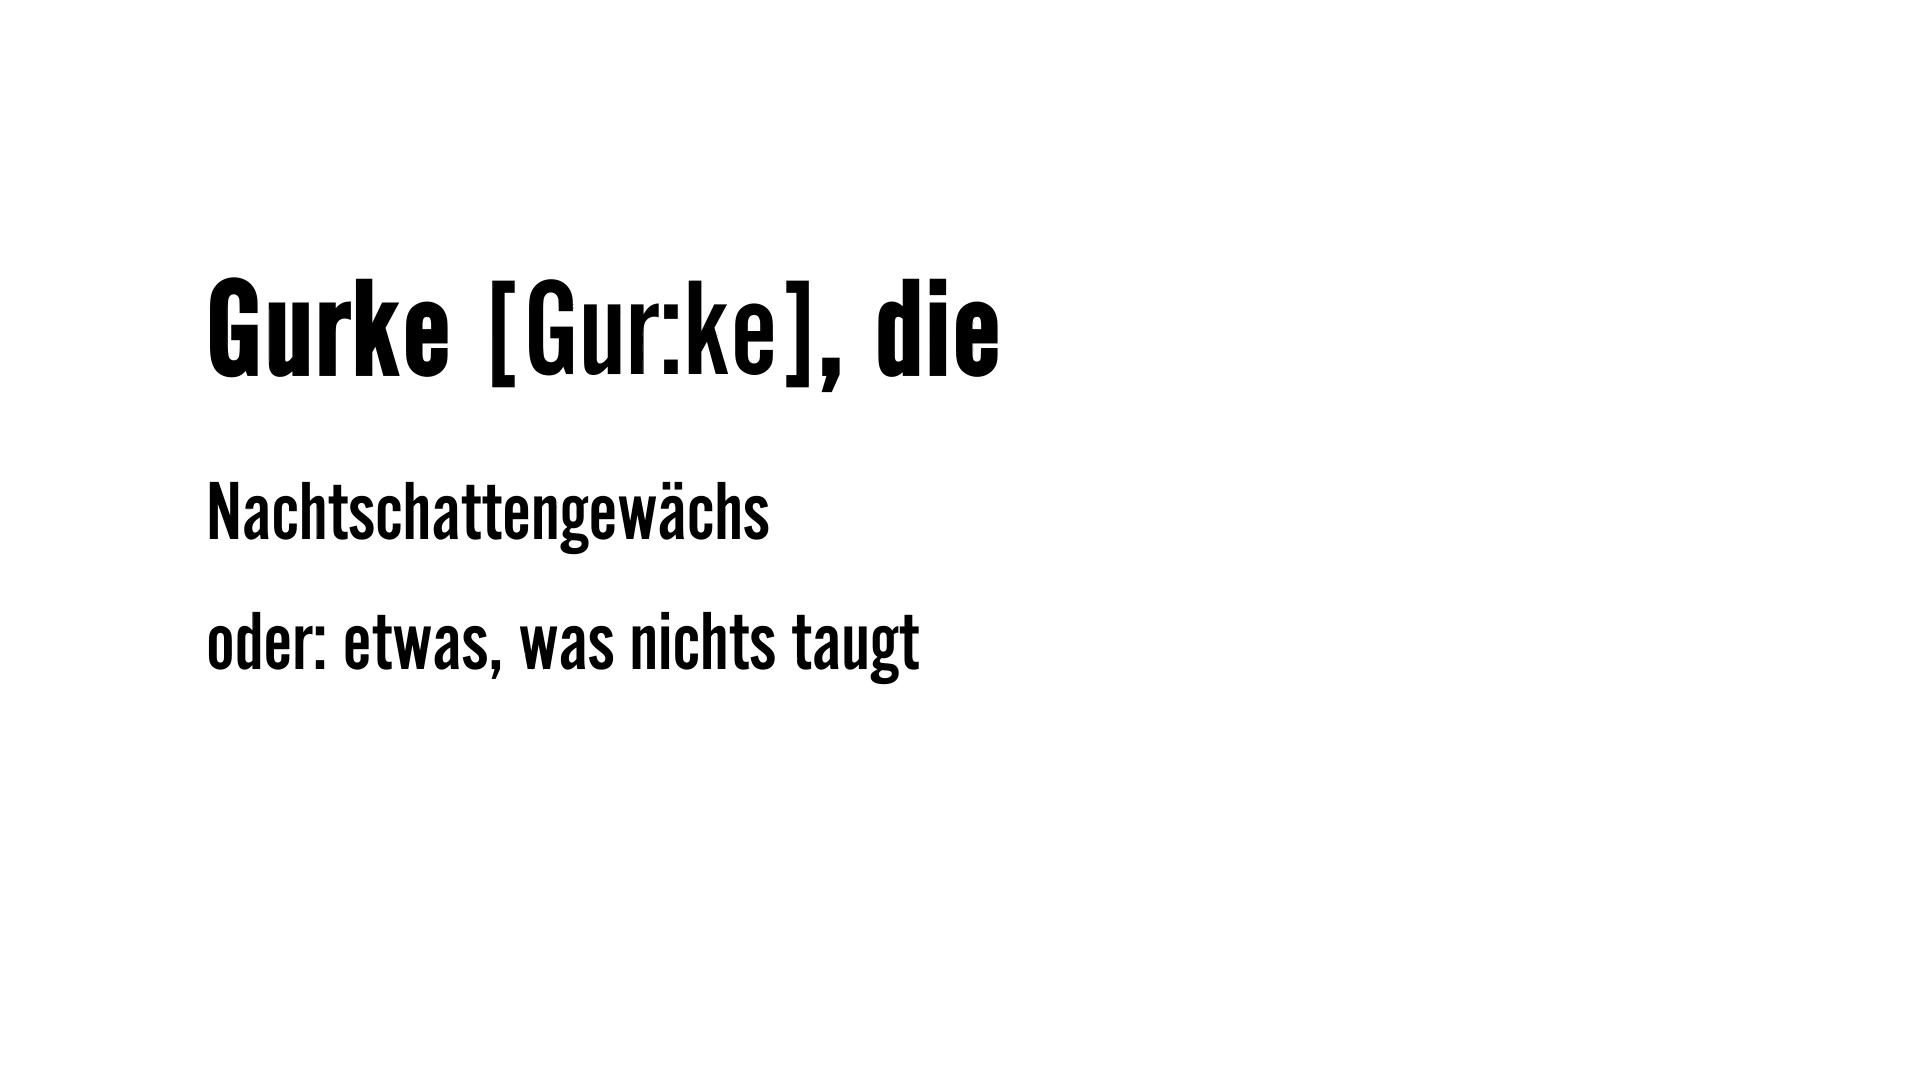 Gurke [Gur:ke], die
Nachtschattengewächs
oder: etwas, was nichts taugt